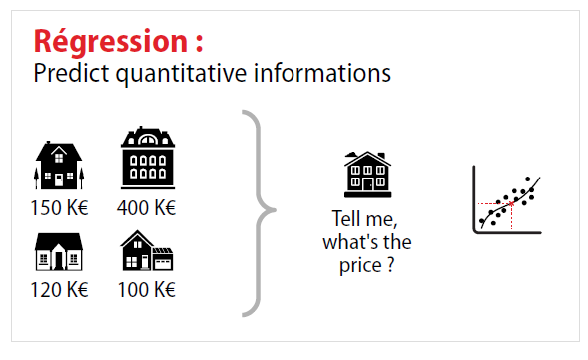 Régression :
Predict quantitative informations
150 K€
400 K€
120 K€
100 K€
Tell me,
what's the
price ?